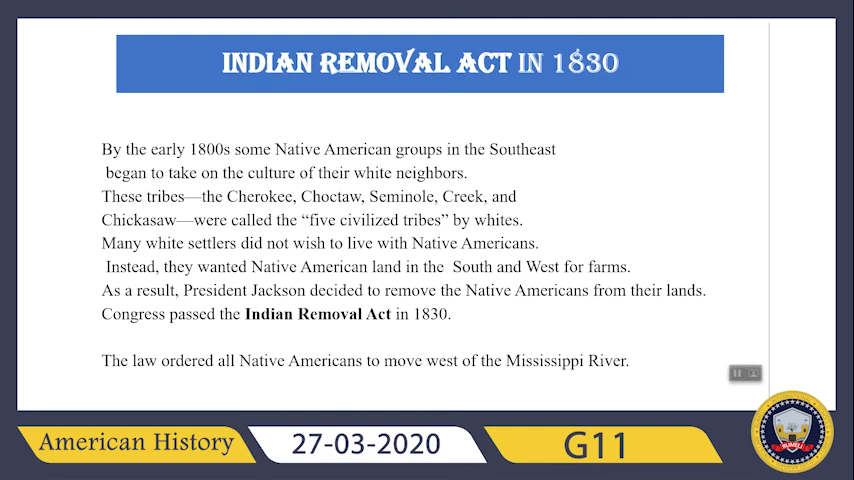 INDIAN REMOVAL ACT IN 1830
By the early 1800s some Native American groups in the Southeast
began to take on the culture of their white neighbors.
These tribes—the Cherokee, Choctaw, Seminole, Creek, and
Chickasaw—were called the “five civilized tribes” by whites.
Many white settlers did not wish to live with Native Americans.
Instead, they wanted Native American land in the South and West for farms.
As a result, President Jackson decided to remove the Native Americans from their lands.
Congress passed the Indian Removal Act in 1830.
The law ordered all Native Americans to move west of the Mississippi River.
American History
27-03-2020
G11